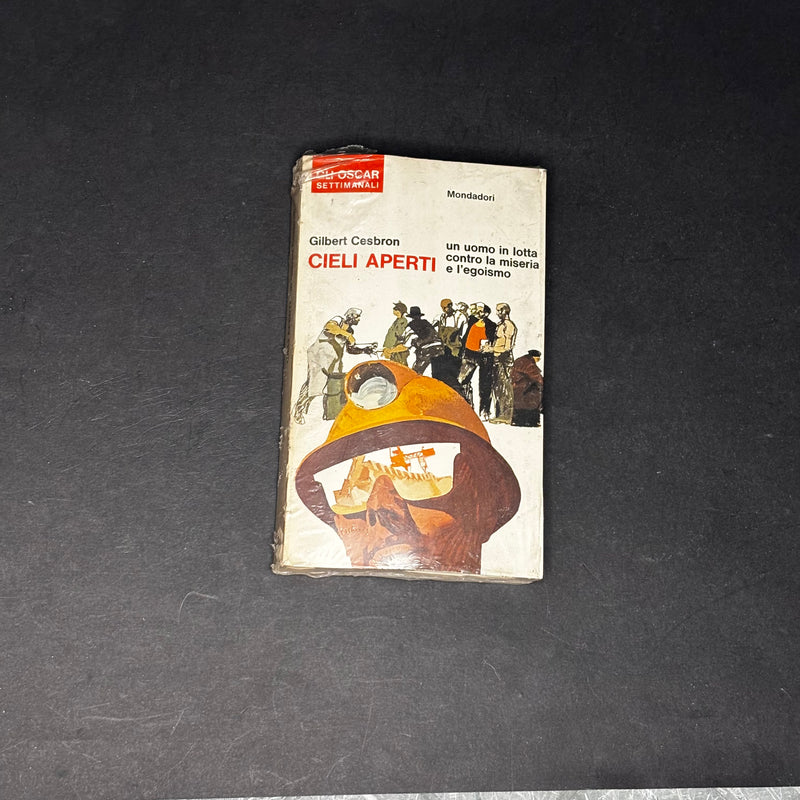 GLI OSCAR
SETTIMANALI
Mondadori
Gilbert Cesbron
CIELI APERTI
un uomo in lotta
contro la miseria
e l'egoismo